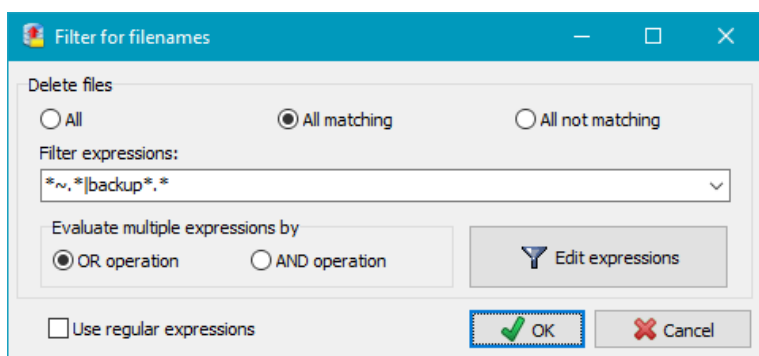 Filter for filenames
Delete files
All All matching All not matching
Filter expressions:
*~.*|backup*.*
Evaluate multiple expressions by
OR operation AND operation Edit expressions
Use regular expressions OK Cancel